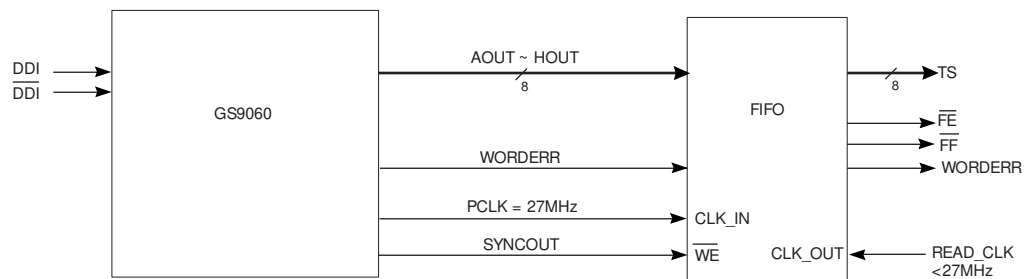 DDI
DDI
GS9060
AOUT ~ HOUT
8
WORDERR
PCLK = 27MHz
SYNCOUT
FIFO
CLK_IN
WE
CLK_OUT
8
TS
FE
FF
WORDERR
READ_CLK
<27MHz